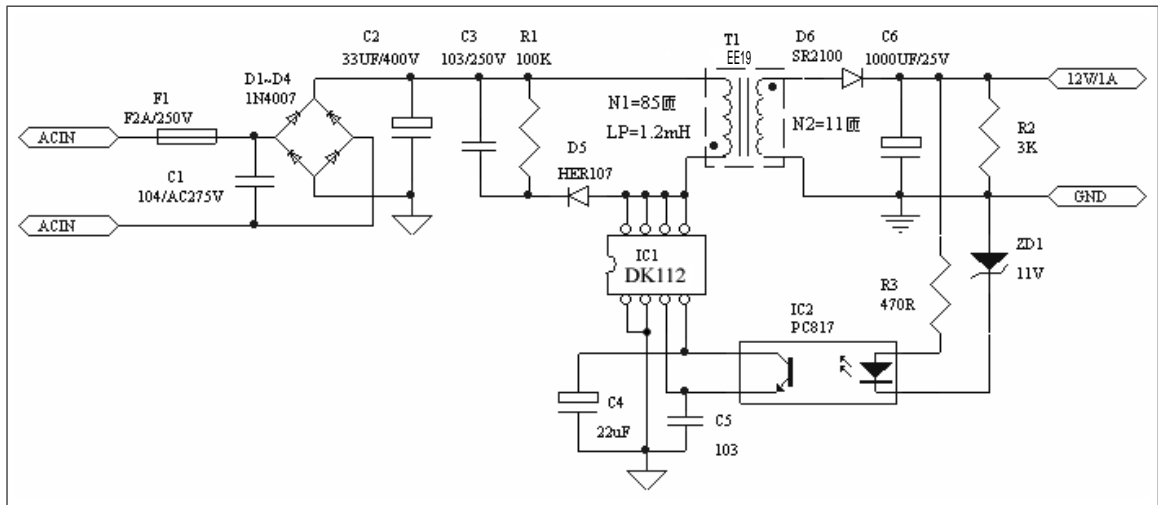 C2
33UF/400V
C3
103/250V
R1
100K
T1
EE19
D6
SR2100
C6
1000UF/25V
D1~D4
1N4007
12W1A
F1
F2A/250V
N1=85匝
LP=1.2mH
N2=11匝
R2
3K
ACIN
C1
104/AC275V
D5
HER107
ACIN
GND
IC1
DK112
ZD1
11V
R3
470R
IC2
PC817
C4
22uF
C5
103